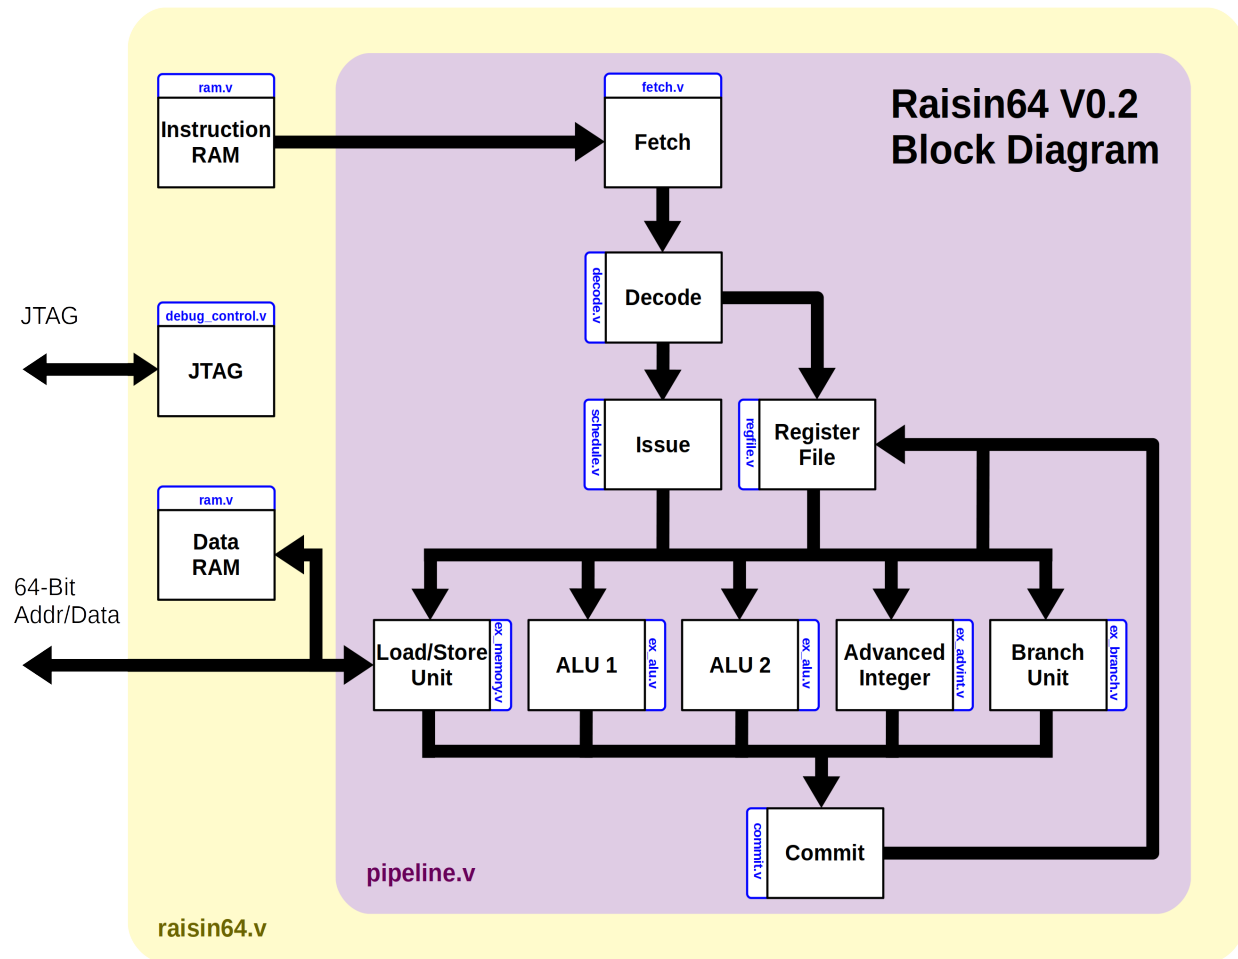 ram.v
Instruction
RAM
fetch.v
Fetch
Raisin64 V0.2
Block Diagram
decode.v
Decode
JTAG
debug_control.v
JTAG
schedule.v
Issue
regfile.v
Register
File
ram.v
Data
RAM
64-Bit
Addr/Data
Load/Store
Unit
ex_memory.v
ALU 1
ex_alu.v
ALU 2
ex_alu.v
Advanced
Integer
ex_advint.v
Branch
Unit
ex_branch.v
commit.v
Commit
pipeline.v
raisin64.v